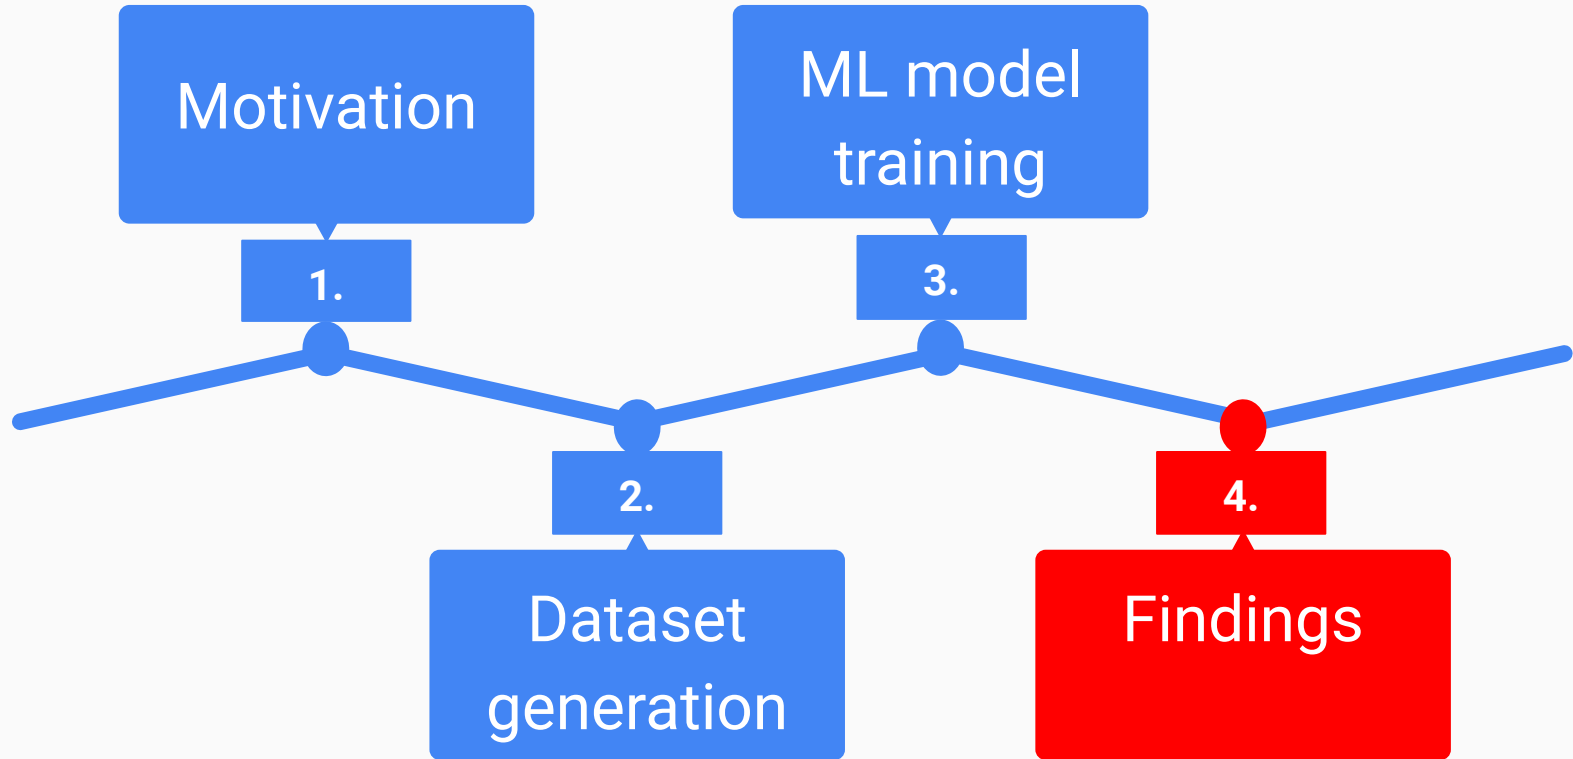 Motivation
1.
2.
Dataset
generation
ML model
training
3.
4.
Findings